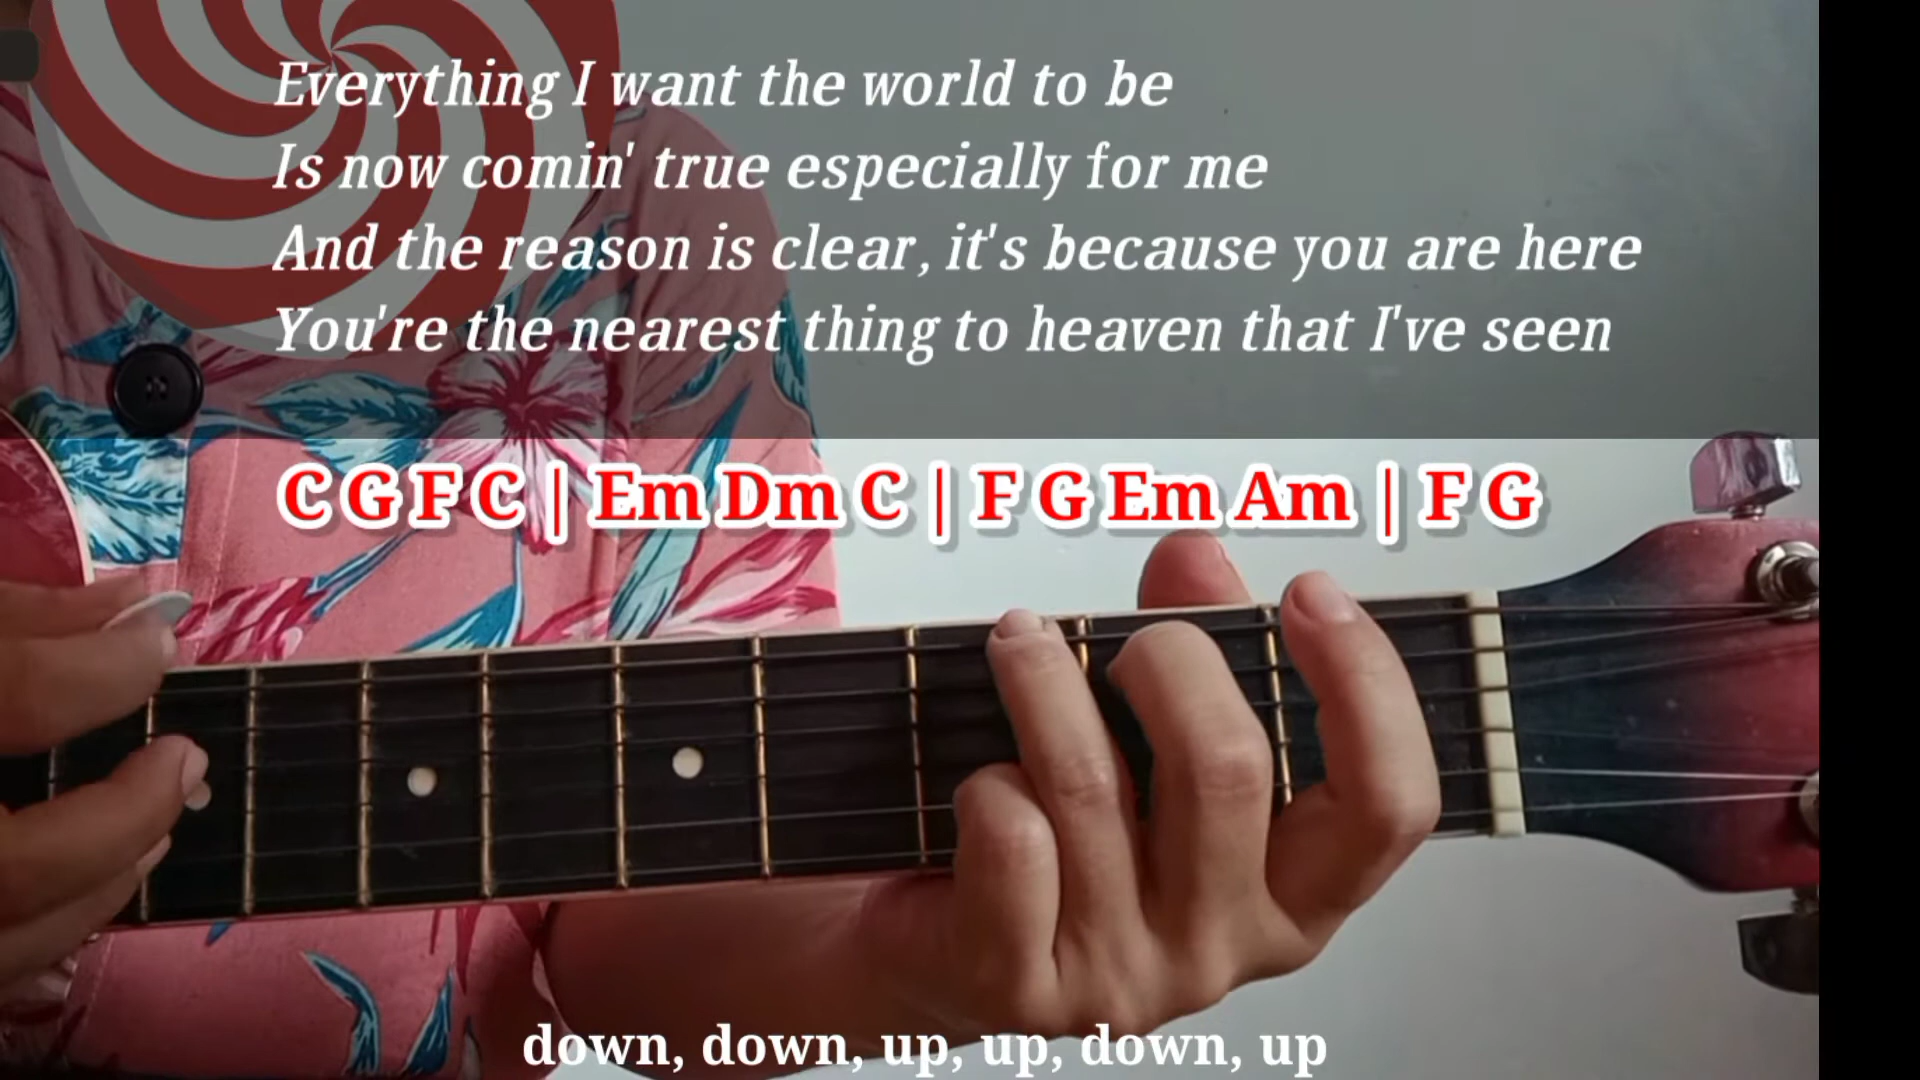 Everything I want the world to be
Is now comin' true especially for me
And the reason is clear, it's because you are here
You're the nearest thing to heaven that I've seen
C G F C | Em Dm C | F G Em Am | F G
down, down, up, up, down, up